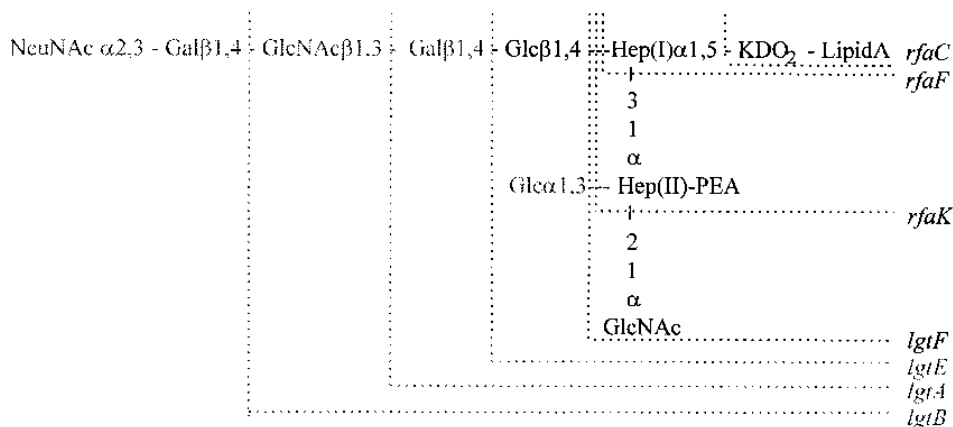 NeuNAc α2,3 - Galβ1,4 - GlcNAcβ1,3 - Galβ1,4 - Glcβ1,4 - Hep(I)α1,5 - KDO2 - LipidA rfaC
rfaF
3
1
α
Glcα1,3 - Hep(II)-PEA
rfaK
2
1
α
GlcNAc
lgtF
lgtE
lgtA
lgtB